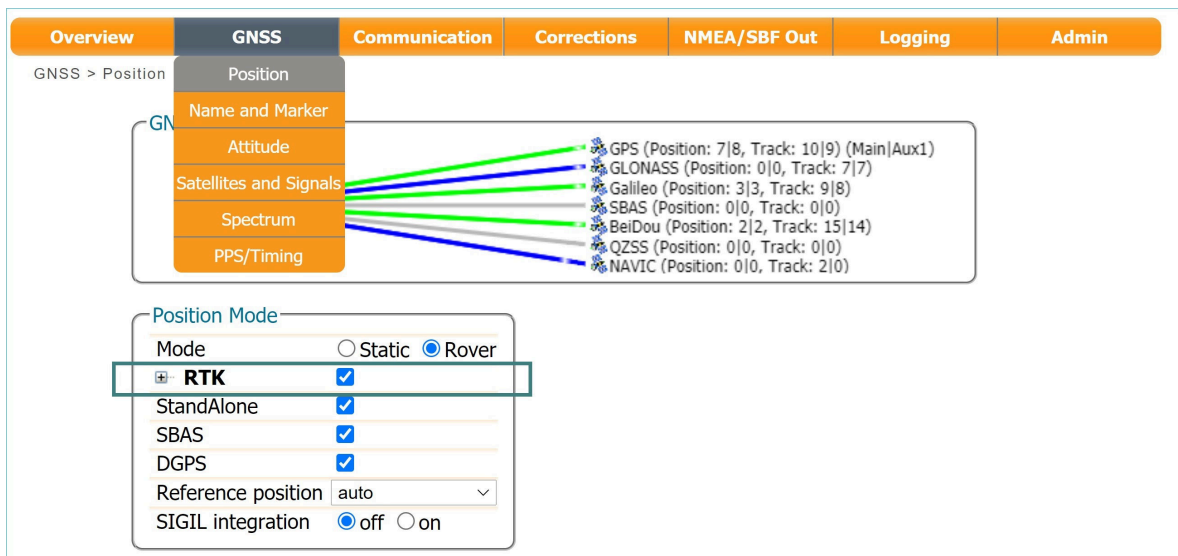 Overview GNSS Communication Corrections NMEA/SBF Out Logging Admin
GNSS > Position
Position
Name and Marker
Attitude
Satellites and Signals
Spectrum
PPS/Timing
GN
GPS (Position: 7|8, Track: 10|9) (Main|Aux1)
GLONASS (Position: 0|0, Track: 7|7)
Galileo (Position: 3|3, Track: 9|8)
SBAS (Position: 0|0, Track: 0|0)
BeiDou (Position: 2|2, Track: 15|14)
QZSS (Position: 0|0, Track: 0|0)
NAVIC (Position: 0|0, Track: 2|0)
Position Mode
Mode Static Rover
RTK
StandAlone
SBAS
DGPS
Reference position auto
SIGIL integration off on